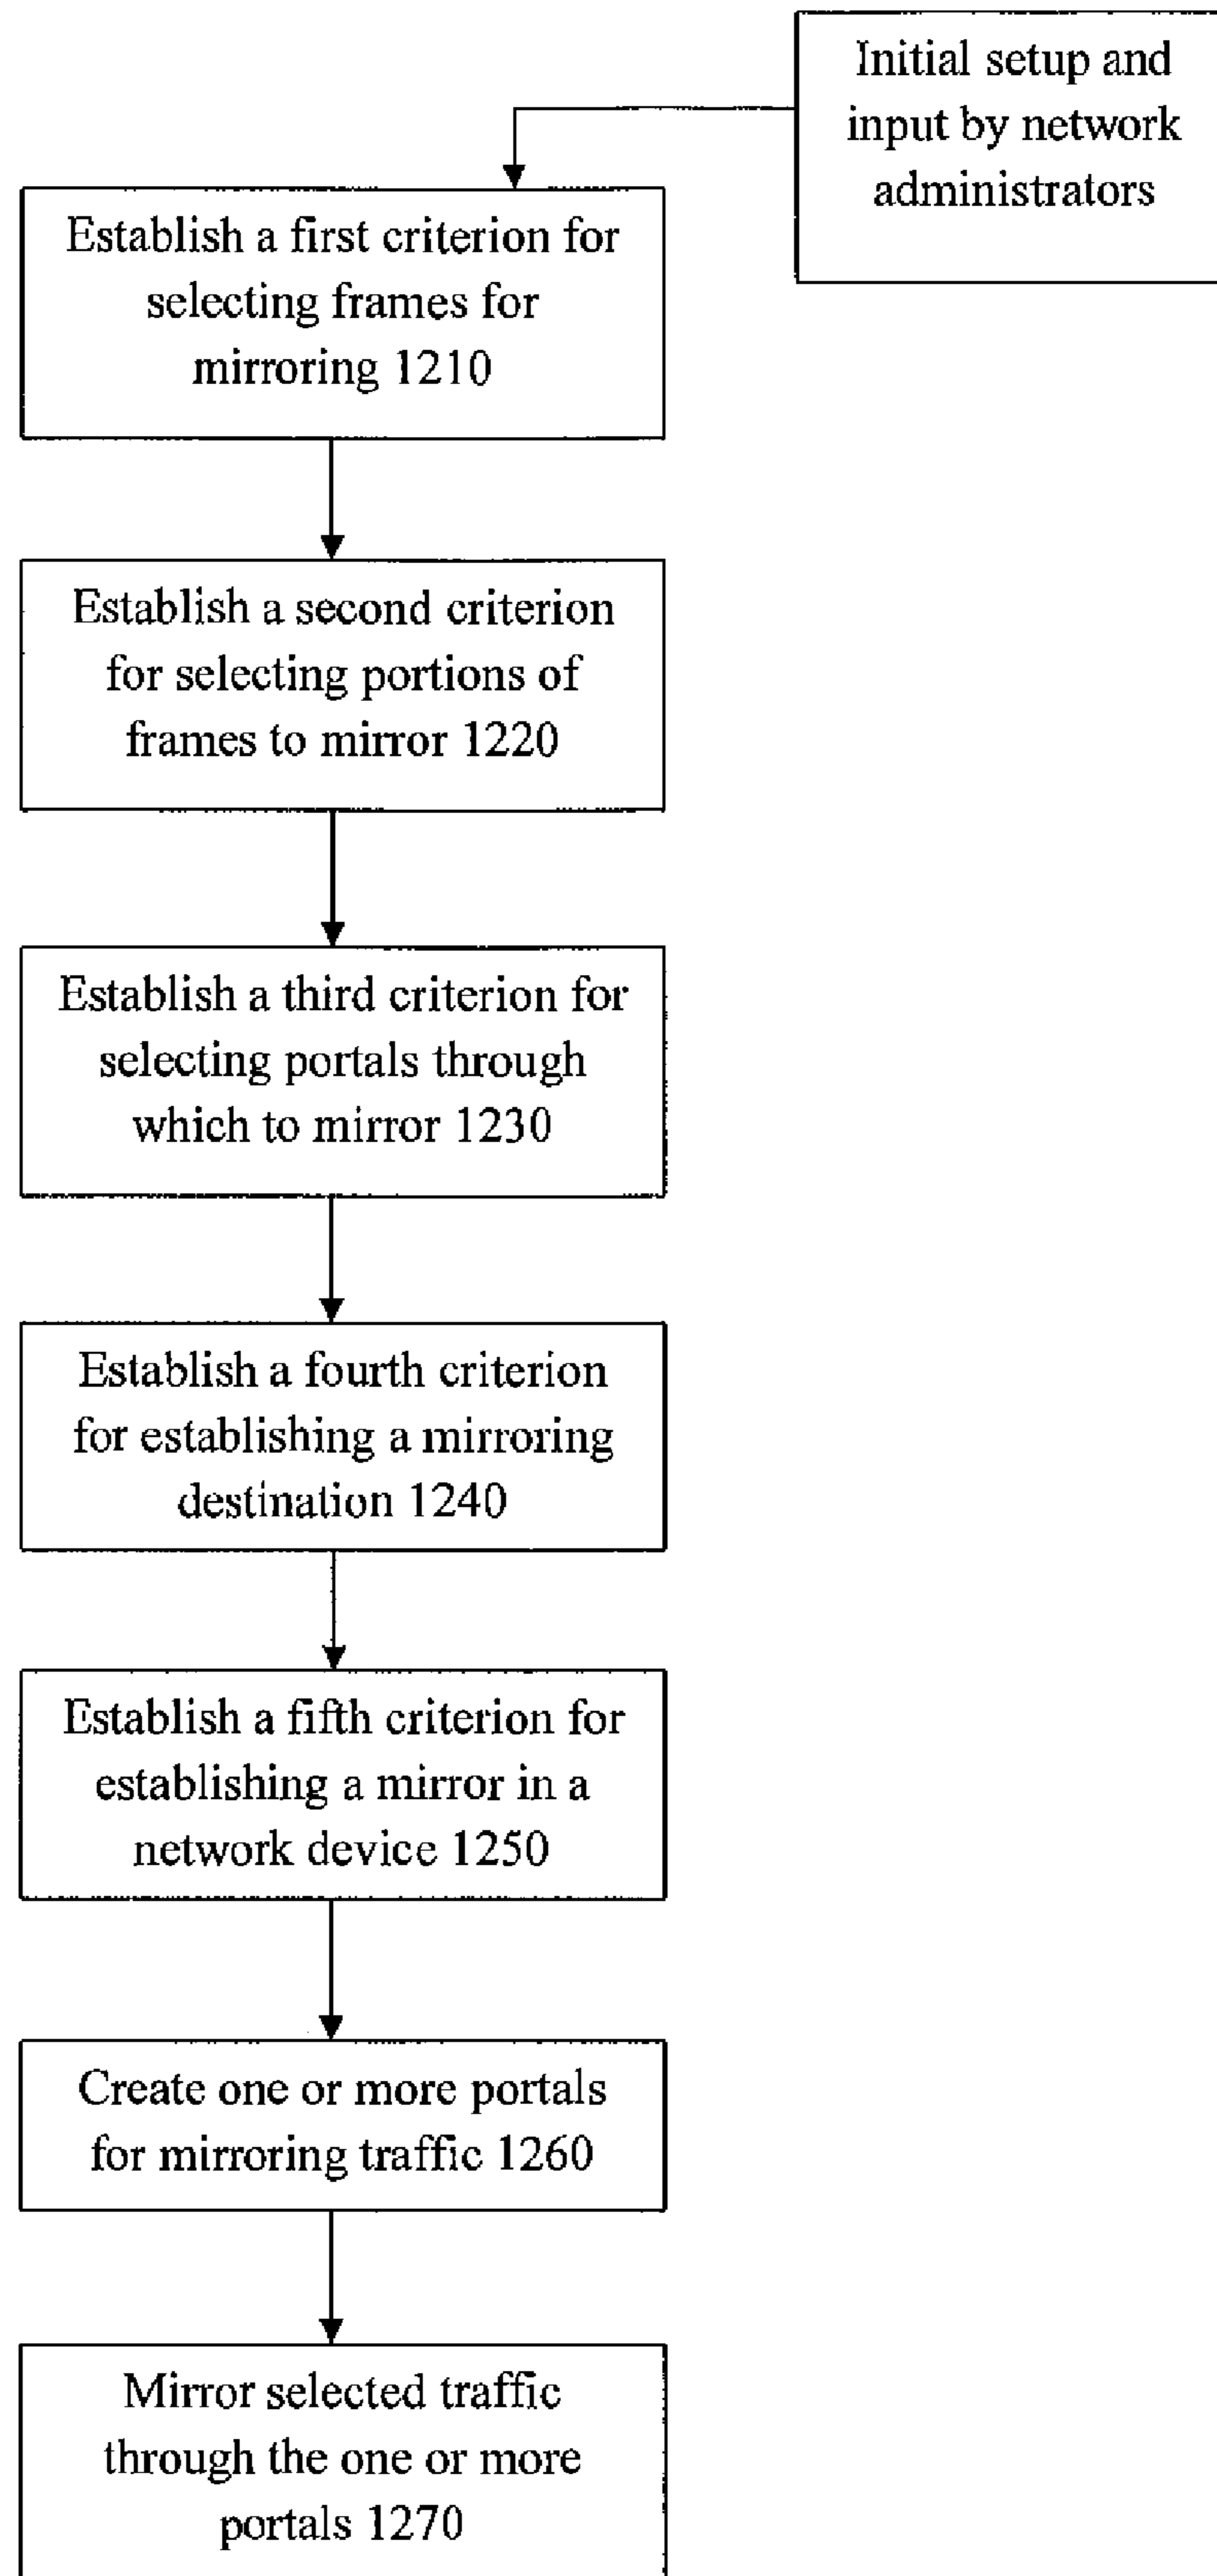 Initial setup and
input by network
administrators
Establish a first criterion for
selecting frames for
mirroring 1210
Establish a second criterion
for selecting portions of
frames to mirror 1220
Establish a third criterion for
selecting portals through
which to mirror 1230
Establish a fourth criterion
for establishing a mirroring
destination 1240
Establish a fifth criterion for
establishing a mirror in a
network device 1250
Create one or more portals
for mirroring traffic 1260
Mirror selected traffic
through the one or more
portals 1270